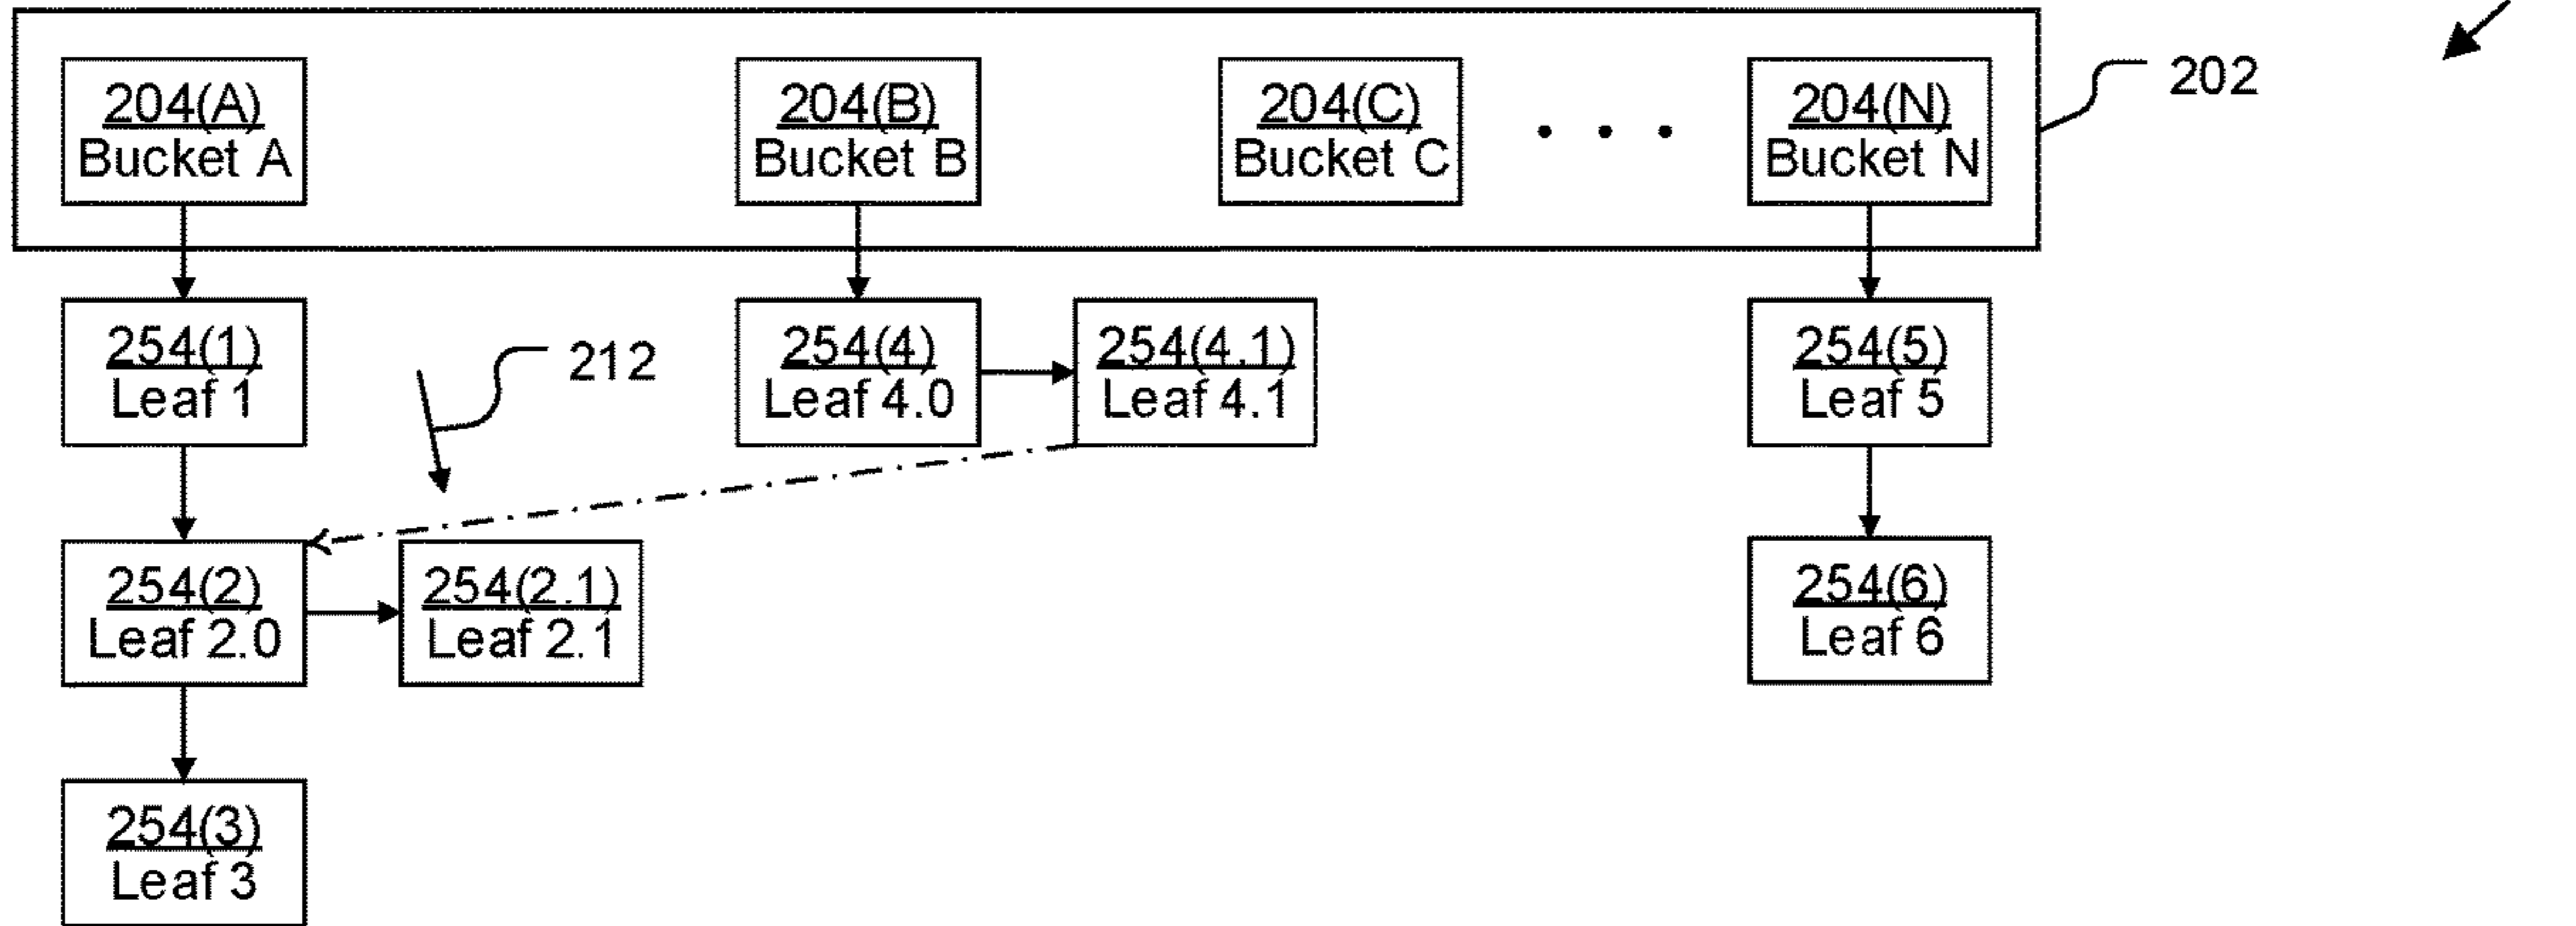 204(A)
Bucket A
204(B)
Bucket B
204(C)
Bucket C
• • •
204(N)
Bucket N
202
254(1)
Leaf 1
212
254(4)
Leaf 4.0
254(4.1)
Leaf 4.1
254(5)
Leaf 5
254(2)
Leaf 2.0
254(2.1)
Leaf 2.1
254(6)
Leaf 6
254(3)
Leaf 3